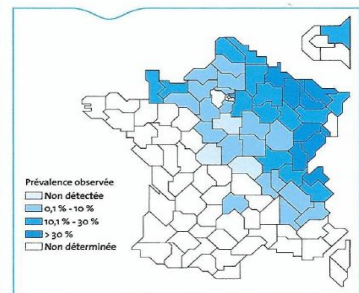 Prévalence observée
Non détectée
0,1 % - 10 %
10,1 % - 30 %
> 30 %
Non déterminée